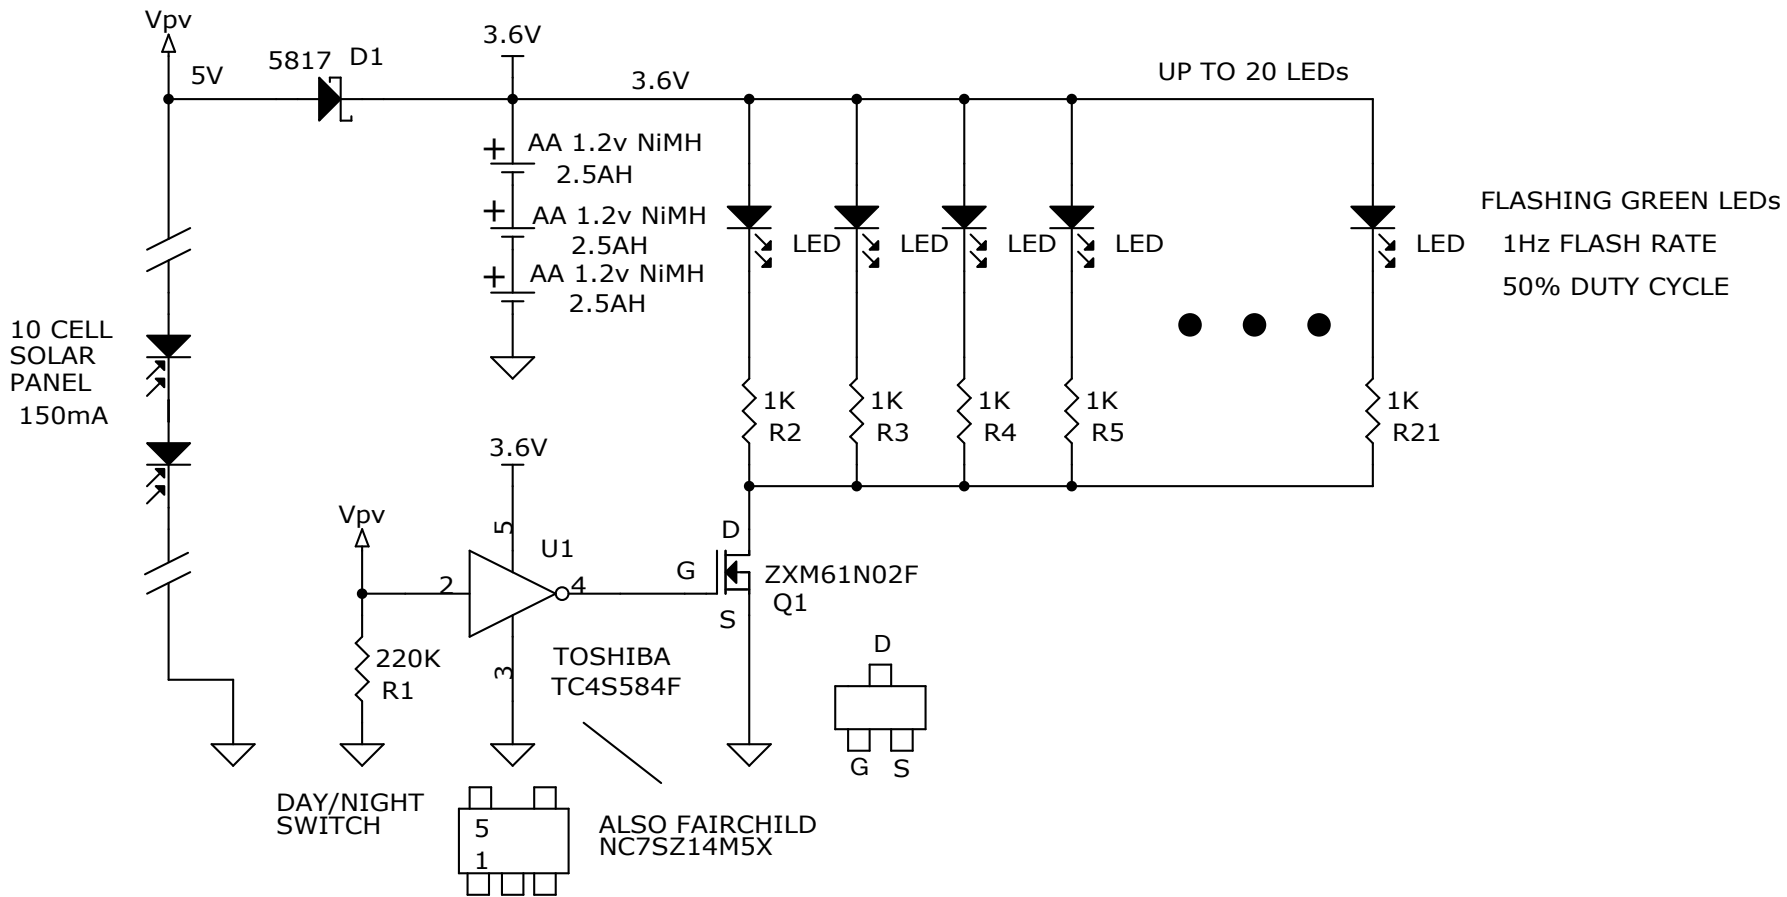 Vpv
5V
5817
D1
3.6V
3.6V
UP TO 20 LEDs
+ AA 1.2v NiMH
2.5AH
+ AA 1.2v NiMH
2.5AH
+ AA 1.2v NiMH
2.5AH
LED
LED
LED
LED
LED
FLASHING GREEN LEDs
1Hz FLASH RATE
50% DUTY CYCLE
10 CELL
SOLAR
PANEL
150mA
1K
R2
1K
R3
1K
R4
1K
R5
1K
R21
3.6V
Vpv
5
U1
2
4
3
220K
R1
TOSHIBA
TC4S584F
D
G
S
ZXM61N02F
Q1
D
G
S
DAY/NIGHT
SWITCH
5
1
ALSO FAIRCHILD
NC7SZ14M5X